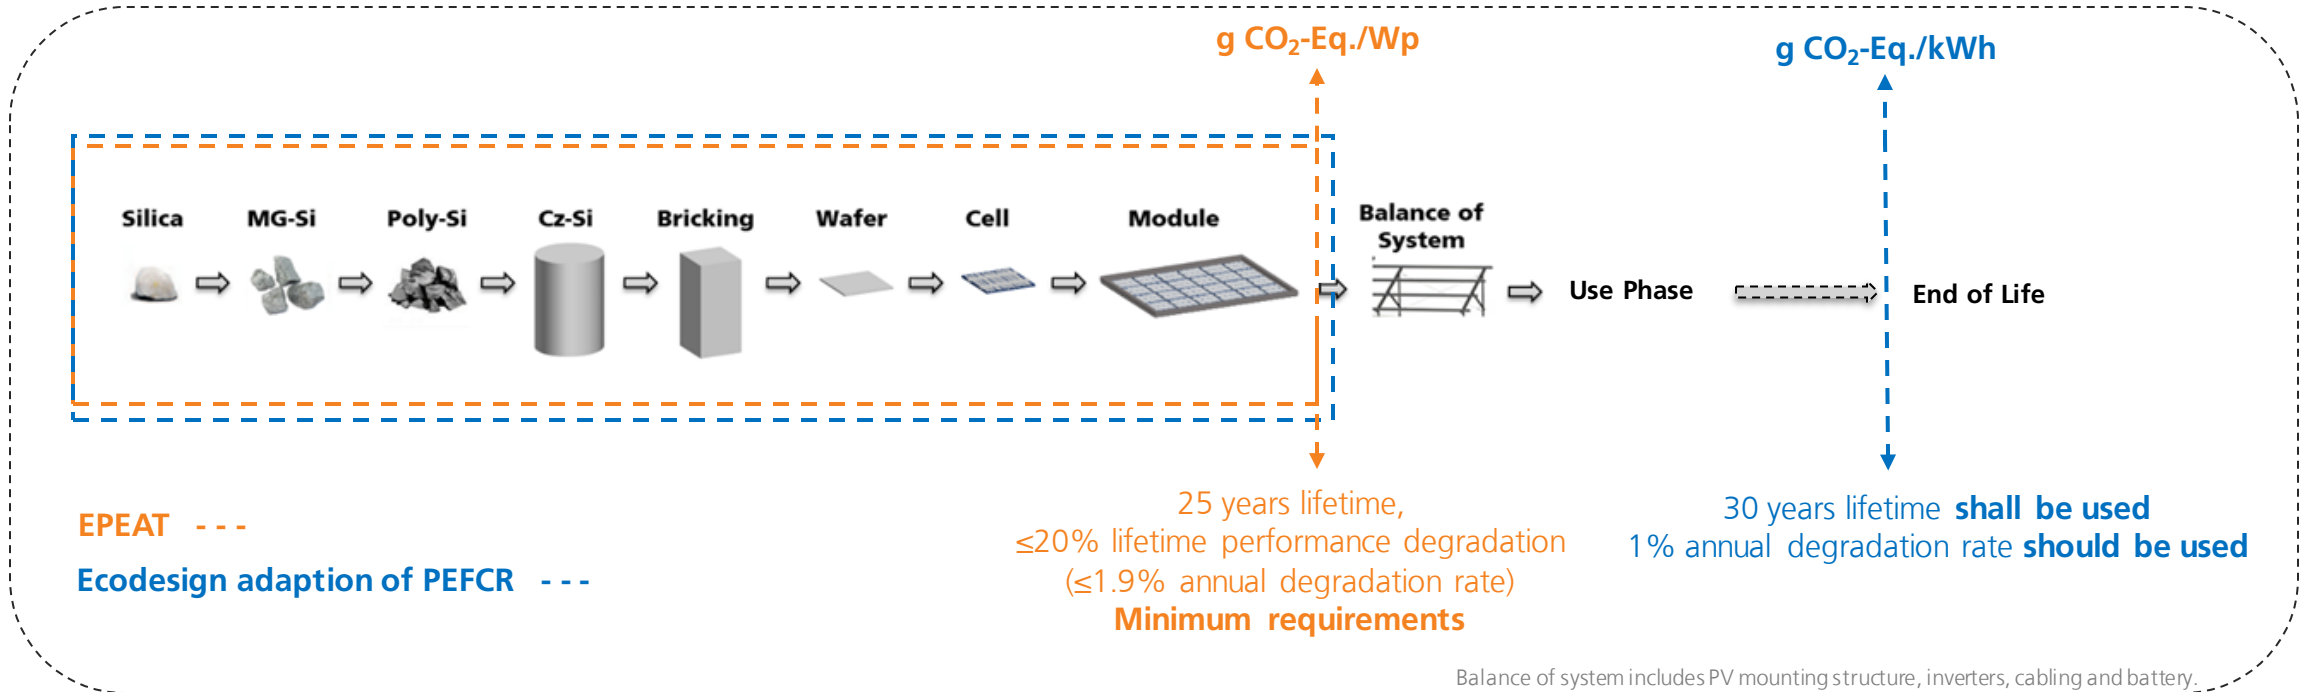 g CO₂-Eq./Wp
g CO₂-Eq./kWh
Silica
MG-Si
Poly-Si
Cz-Si
Bricking
Wafer
Cell
Module
Balance of
System
Use Phase
End of Life
EPEAT - - -
Ecodesign adaption of PEFCR - - -
25 years lifetime,
≤20% lifetime performance degradation
(≤1.9% annual degradation rate)
Minimum requirements
30 years lifetime shall be used
1% annual degradation rate should be used
Balance of system includes PV mounting structure, inverters, cabling and battery.